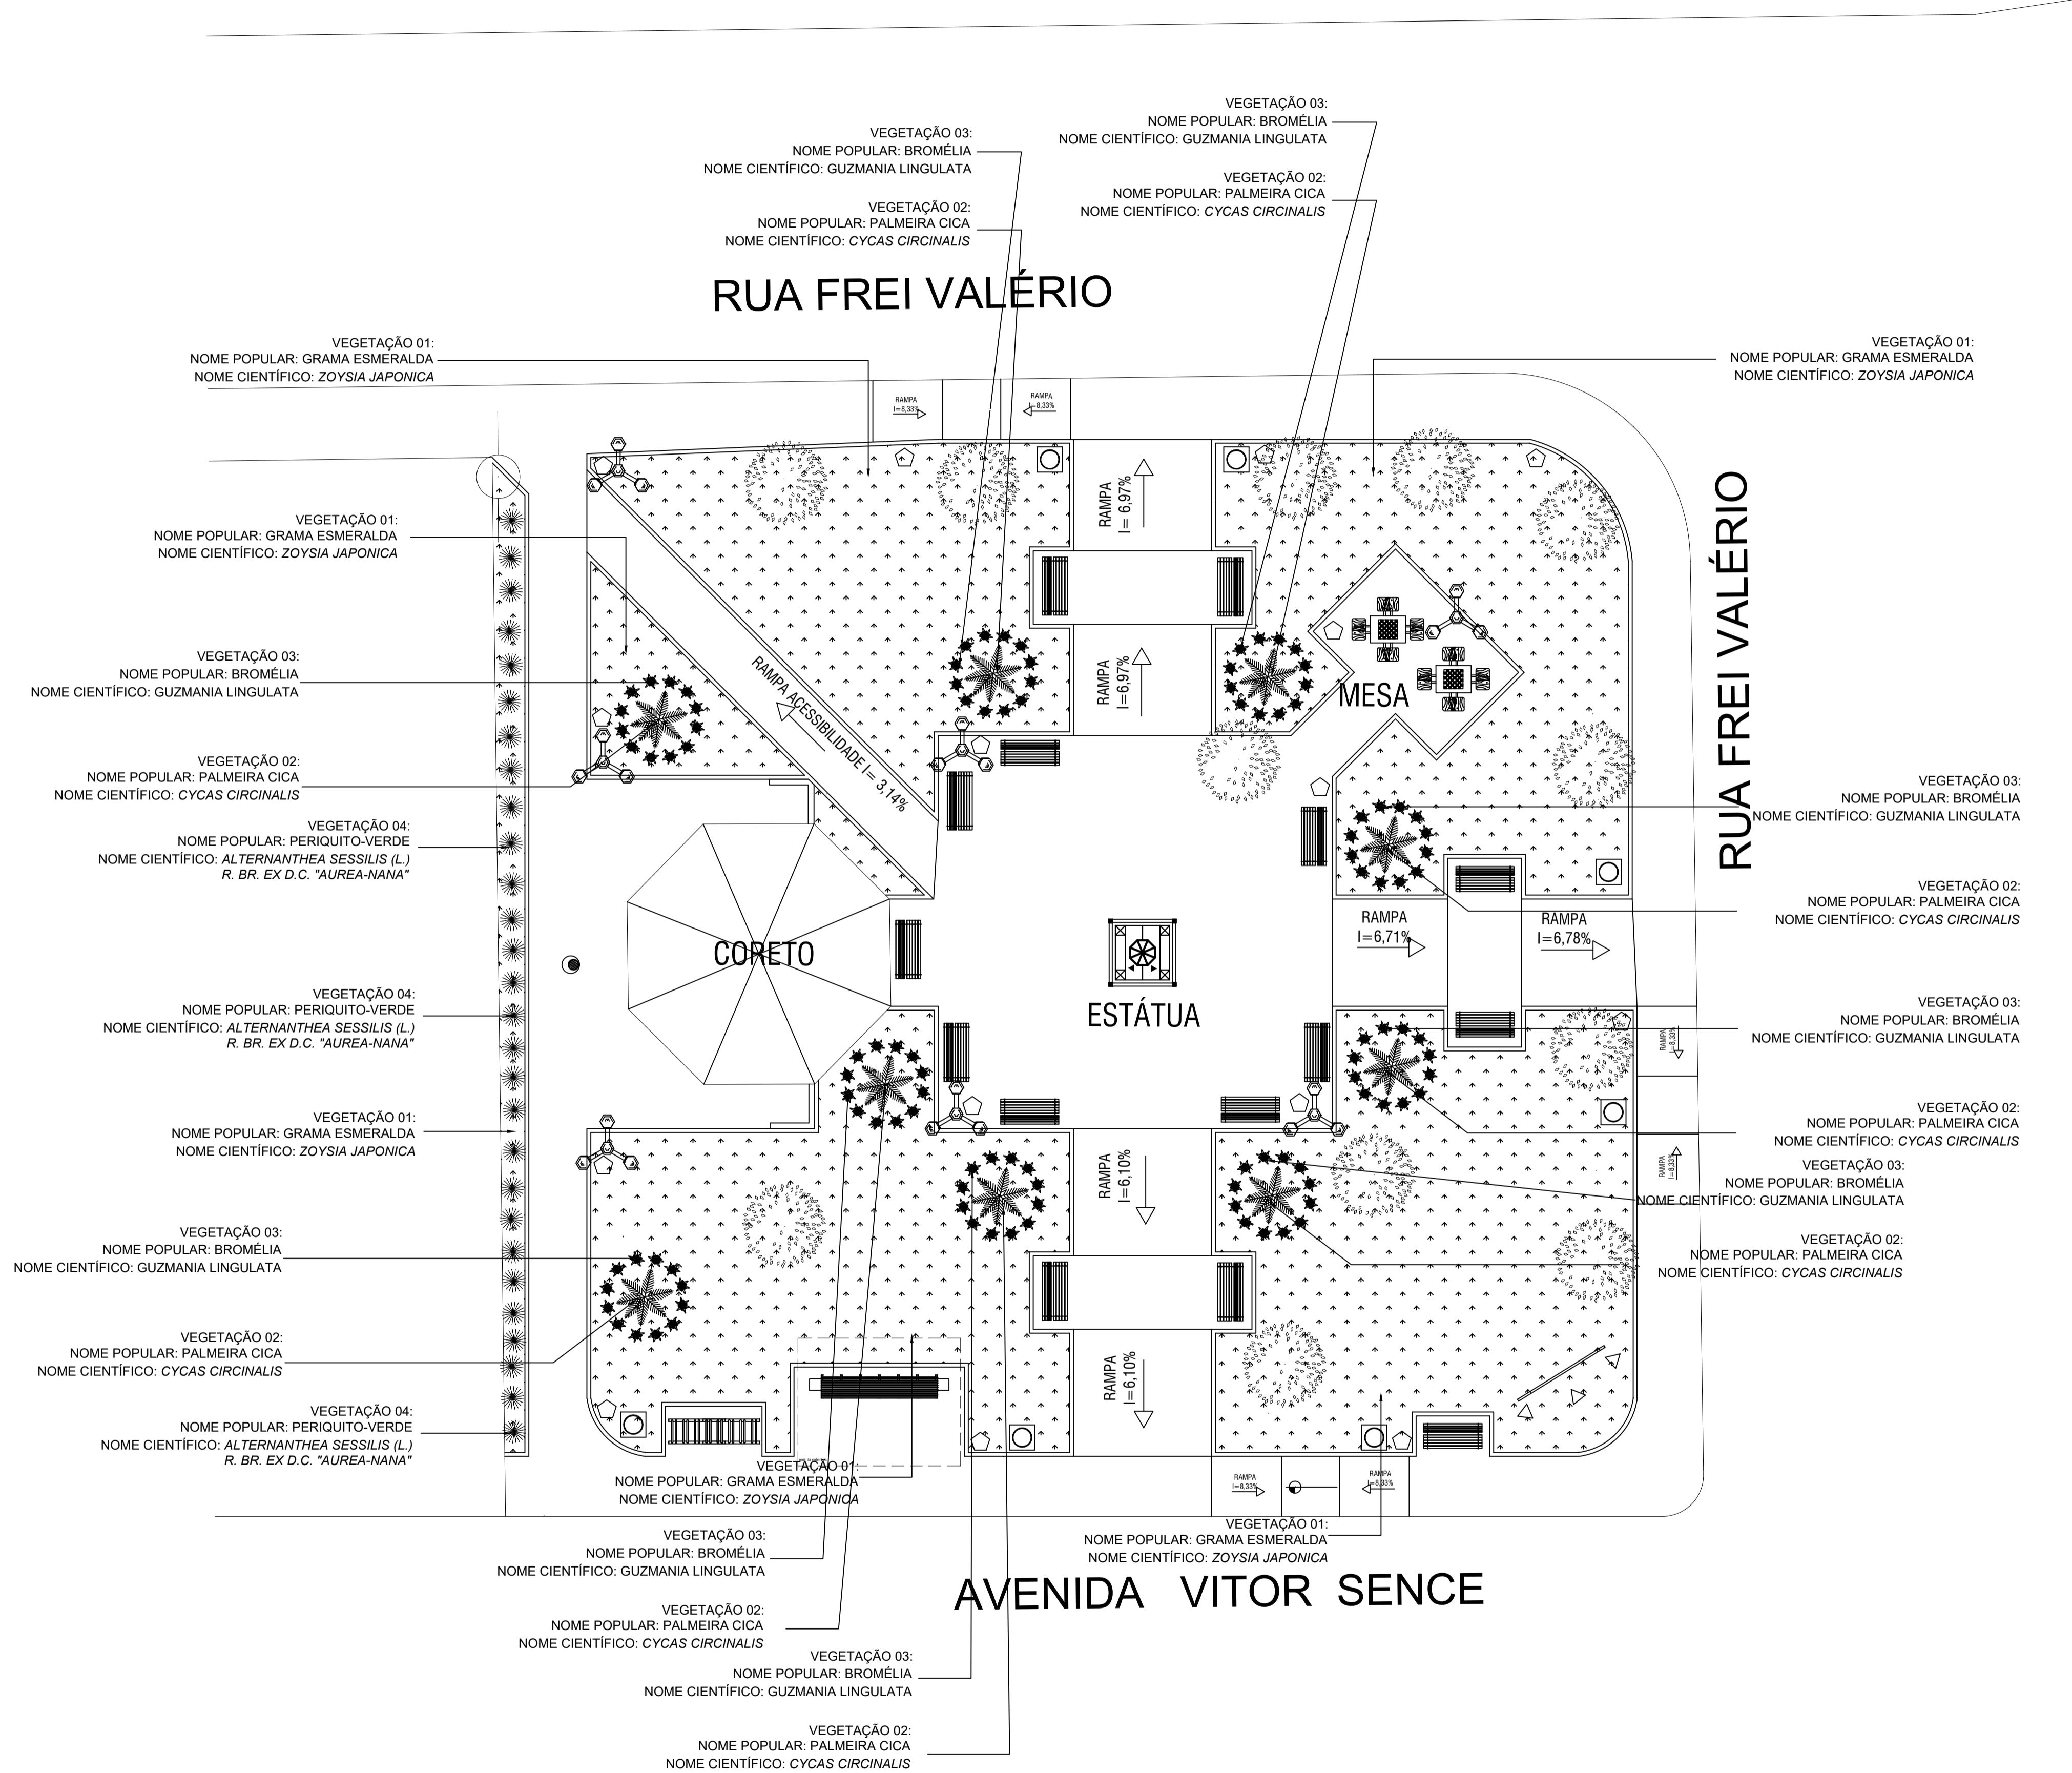 VEGETAÇÃO 03:
NOME POPULAR: BROMÉLIA
NOME CIENTÍFICO: GUZMANIA LINGULATA
VEGETAÇÃO 02:
NOME POPULAR: PALMEIRA CICA
NOME CIENTÍFICO: CYCAS CIRCINALIS
VEGETAÇÃO 03:
NOME POPULAR: BROMÉLIA
NOME CIENTÍFICO: GUZMANIA LINGULATA
VEGETAÇÃO 02:
NOME POPULAR: PALMEIRA CICA
NOME CIENTÍFICO: CYCAS CIRCINALIS
RUA FREI VALÉRIO
VEGETAÇÃO 01:
NOME POPULAR: GRAMA ESMERALDA
NOME CIENTÍFICO: ZOYSIA JAPONICA
VEGETAÇÃO 01:
NOME POPULAR: GRAMA ESMERALDA
NOME CIENTÍFICO: ZOYSIA JAPONICA
RAMPA
I=8,33%
RAMPA
I=8,33%
RAMPA
I= 6,97%
RUA FREI VALÉRIO
VEGETAÇÃO 01:
NOME POPULAR: GRAMA ESMERALDA
NOME CIENTÍFICO: ZOYSIA JAPONICA
VEGETAÇÃO 03:
NOME POPULAR: BROMÉLIA
NOME CIENTÍFICO: GUZMANIA LINGULATA
RAMPA ACESSIBILIDADE I= 3,14%
RAMPA
I=6,97%
MESA
VEGETAÇÃO 02:
NOME POPULAR: PALMEIRA CICA
NOME CIENTÍFICO: CYCAS CIRCINALIS
VEGETAÇÃO 03:
NOME POPULAR: BROMÉLIA
NOME CIENTÍFICO: GUZMANIA LINGULATA
VEGETAÇÃO 04:
NOME POPULAR: PERIQUITO-VERDE
NOME CIENTÍFICO: ALTERNANTHEA SESSILIS (L.)
R. BR. EX D.C. "AUREA-NANA"
VEGETAÇÃO 02:
NOME POPULAR: PALMEIRA CICA
NOME CIENTÍFICO: CYCAS CIRCINALIS
RAMPA
I=6,71%
RAMPA
I=6,78%
CORETO
ESTÁTUA
VEGETAÇÃO 04:
NOME POPULAR: PERIQUITO-VERDE
NOME CIENTÍFICO: ALTERNANTHEA SESSILIS (L.)
R. BR. EX D.C. "AUREA-NANA"
VEGETAÇÃO 03:
NOME POPULAR: BROMÉLIA
NOME CIENTÍFICO: GUZMANIA LINGULATA
RAMPA
I=8,33%
VEGETAÇÃO 01:
NOME POPULAR: GRAMA ESMERALDA
NOME CIENTÍFICO: ZOYSIA JAPONICA
VEGETAÇÃO 02:
NOME POPULAR: PALMEIRA CICA
NOME CIENTÍFICO: CYCAS CIRCINALIS
RAMPA
I=6,10%
RAMPA
I=8,33%
VEGETAÇÃO 03:
NOME POPULAR: BROMÉLIA
NOME CIENTÍFICO: GUZMANIA LINGULATA
VEGETAÇÃO 03:
NOME POPULAR: BROMÉLIA
NOME CIENTÍFICO: GUZMANIA LINGULATA
VEGETAÇÃO 02:
NOME POPULAR: PALMEIRA CICA
NOME CIENTÍFICO: CYCAS CIRCINALIS
VEGETAÇÃO 02:
NOME POPULAR: PALMEIRA CICA
NOME CIENTÍFICO: CYCAS CIRCINALIS
RAMPA
I=6,10%
VEGETAÇÃO 04:
NOME POPULAR: PERIQUITO-VERDE
NOME CIENTÍFICO: ALTERNANTHEA SESSILIS (L.)
R. BR. EX D.C. "AUREA-NANA"
VEGETAÇÃO 01:
NOME POPULAR: GRAMA ESMERALDA
NOME CIENTÍFICO: ZOYSIA JAPONICA
RAMPA
I=8,33%
RAMPA
I=8,33%
VEGETAÇÃO 01:
NOME POPULAR: GRAMA ESMERALDA
NOME CIENTÍFICO: ZOYSIA JAPONICA
VEGETAÇÃO 03:
NOME POPULAR: BROMÉLIA
NOME CIENTÍFICO: GUZMANIA LINGULATA
AVENIDA VITOR SENCE
VEGETAÇÃO 02:
NOME POPULAR: PALMEIRA CICA
NOME CIENTÍFICO: CYCAS CIRCINALIS
VEGETAÇÃO 03:
NOME POPULAR: BROMÉLIA
NOME CIENTÍFICO: GUZMANIA LINGULATA
VEGETAÇÃO 02:
NOME POPULAR: PALMEIRA CICA
NOME CIENTÍFICO: CYCAS CIRCINALIS